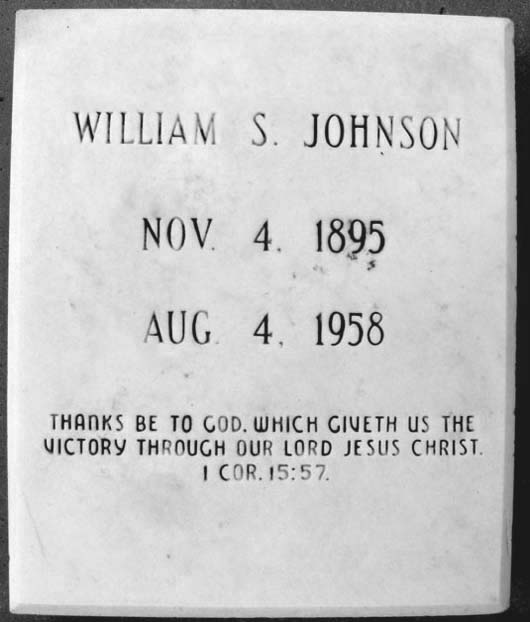 WILLIAM S. JOHNSON
NOV. 4, 1895
AUG. 4, 1958
THANKS BE TO GOD, WHICH GIVETH US THE
VICTORY THROUGH OUR LORD JESUS CHRIST.
1 COR. 15:57.